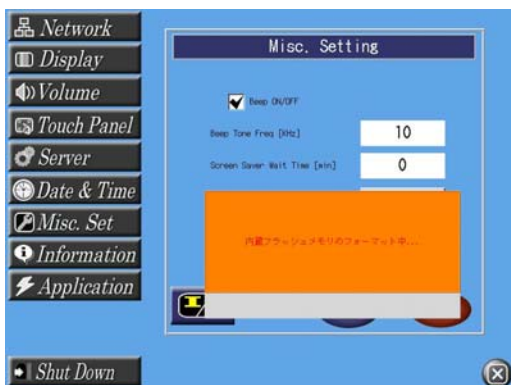 Network
Display
Volume
Touch Panel
Server
Date & Time
Misc. Set
Information
Application
Shut Down
Misc. Setting
Beep ON/OFF
Beep Tone Freq [KHz]
10
Screen Saver Wait Time [min]
0
内蔵フラッシュメモリのフォーマット中...